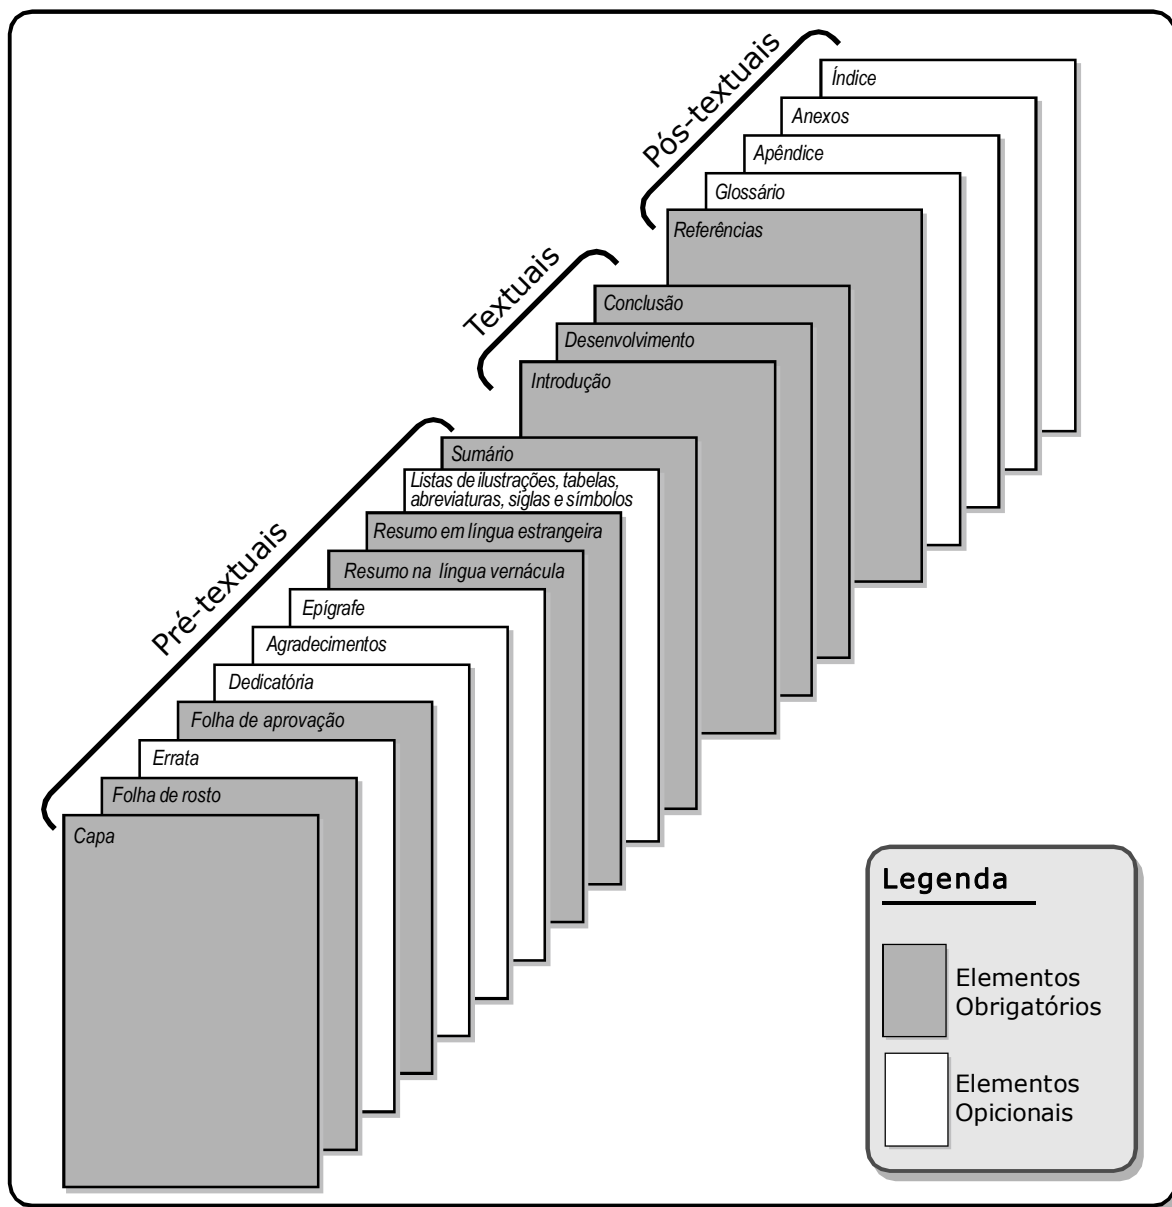 Pós-textuais
Índice
Anexos
Apêndice
Glossário
Referências
Textuais
Conclusão
Desenvolvimento
Introdução
Pré-textuais
Sumário
Listas de ilustrações, tabelas,
abreviaturas, siglas e símbolos
Resumo em língua estrangeira
Resumo na língua vernácula
Epígrafe
Agradecimentos
Dedicatória
Folha de aprovação
Errata
Folha de rosto
Capa
Legenda
Elementos
Obrigatórios
Elementos
Opicionais